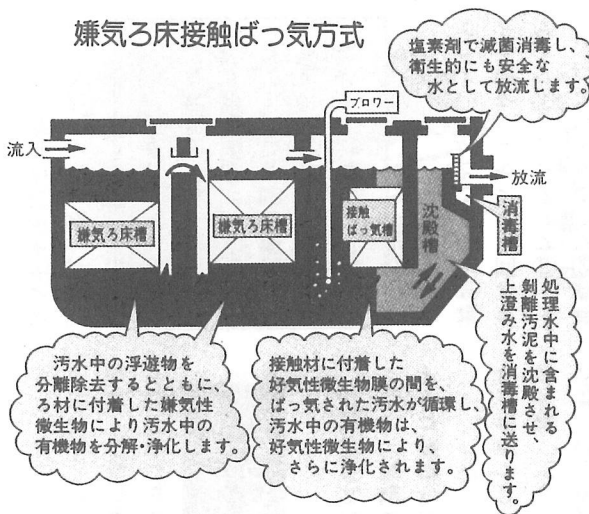 嫌気ろ床接触ばっ気方式
塩素剤で減菌消毒し、
衛生的にも安全な
水として放流じます。
ブロワー
流入
放流
嫌気ろ床槽
嫌気ろ床槽
接触
ばっ気槽
沈殿槽
消毒槽
汚水中の浮遊物を
分離除去するとともに、
ろ材に付着した嫌気性
微生物により汚水中の
有機物を分解・浄化します。
接触材に付着した
好気性微生物膜の間を、
ばっ気された汚水が循環し、
汚水中の有機物は、
好気性微生物により、
さらに浄化されます。
処理水中に含まれる
剝離汚泥を沈殿させ、
上澄み水を消毒槽に送ります。